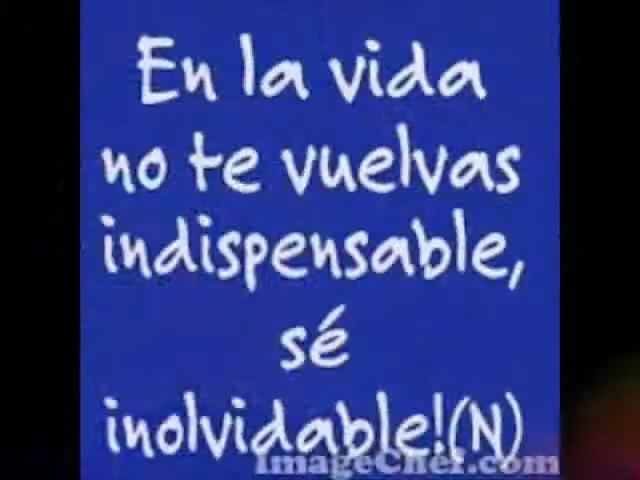 En la vida
no te vuelvas
indispensable,
sé
inolvidable!(N)
ImageChef.com